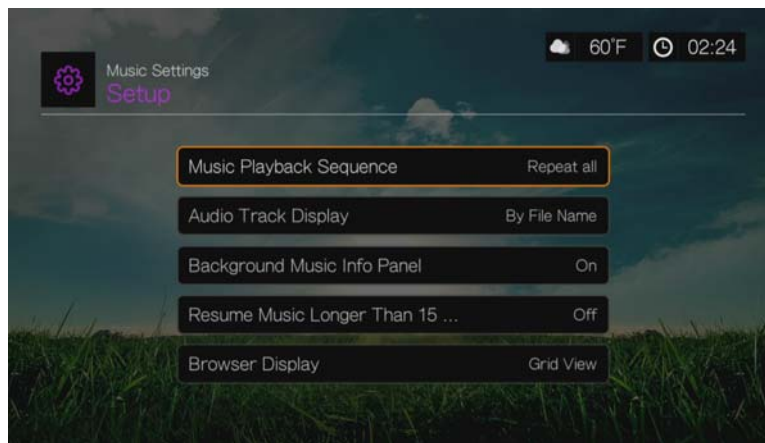 60°F 02:24
Music Settings
Setup
Music Playback Sequence Repeat all
Audio Track Display By File Name
Background Music Info Panel On
Resume Music Longer Than 15 ... Off
Browser Display Grid View